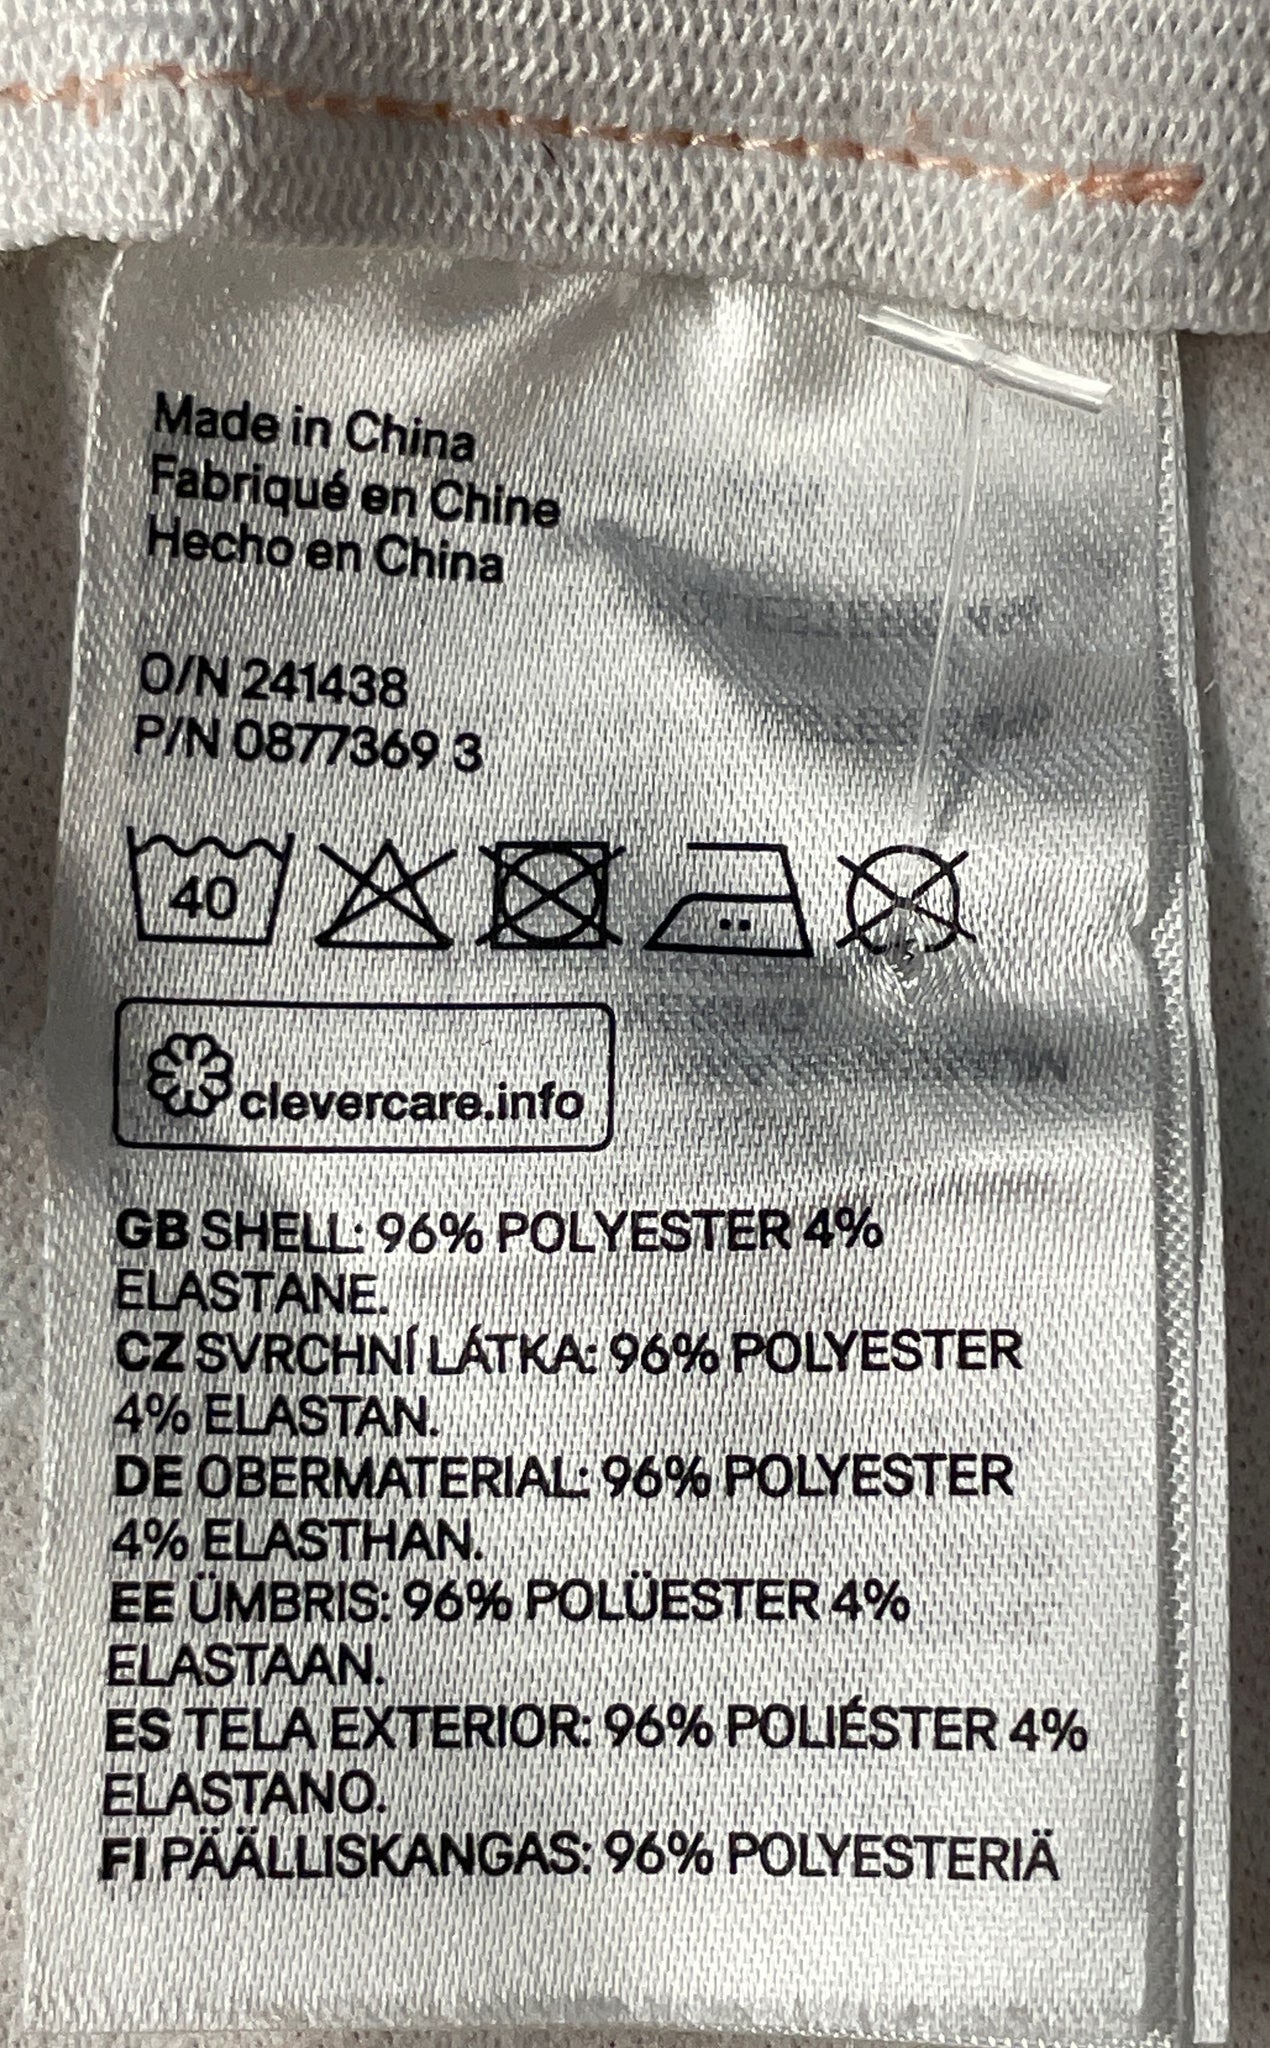 Made in China
Fabriqué en Chine
Hecho en China
O/N 241438
P/N 0877369 3
40
clevercare.info
GB SHELL: 96% POLYESTER 4%
ELASTANE.
CZ SVRCHNÍ LÁTKA: 96% POLYESTER
4% ELASTAN.
DE OBERMATERIAL: 96% POLYESTER
4% ELASTHAN.
EE ÜMBRIS: 96% POLÜESTER 4%
ELASTAAN.
ES TELA EXTERIOR: 96% POLIÉSTER 4%
ELASTANO.
FI PÄÄLLISKANGAS: 96% POLYESTERIÄ